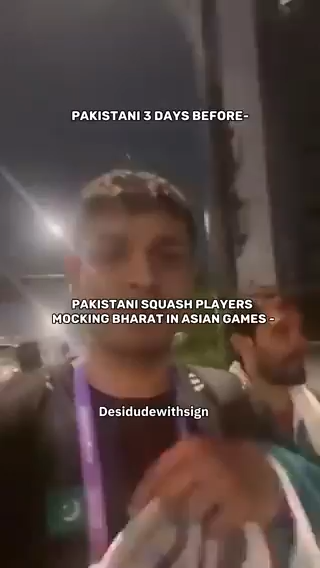 PAKISTANI 3 DAYS BEFORE-
PAKISTANI SQUASH PLAYERS
MOCKING BHARAT IN ASIAN GAMES -
Desidudewithsign